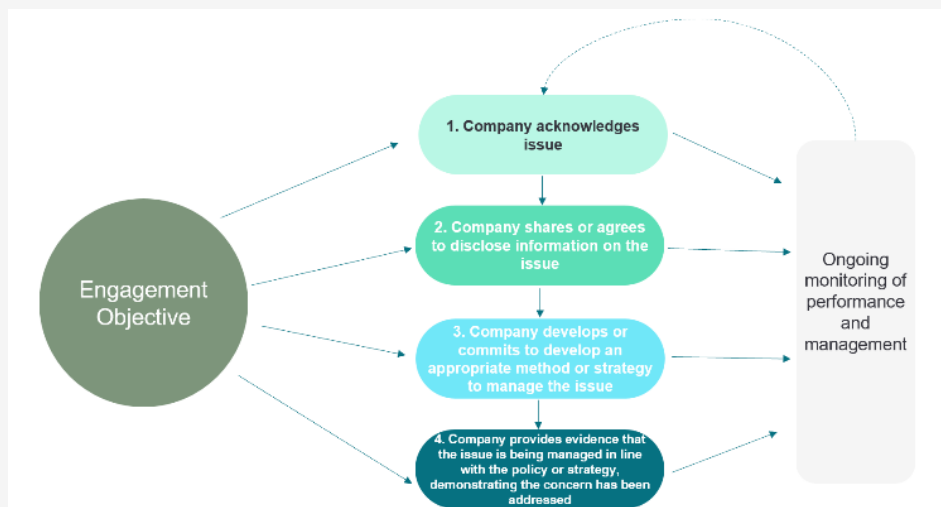 1. Company acknowledges
issue
2. Company shares or agrees
to disclose information on the
issue
Engagement
Objective
3. Company develops or
commits to develop an
appropriate method or strategy
to manage the issue
4. Company provides evidence that
the issue is being managed in line
with the policy or strategy,
demonstrating the concern has been
addressed
Ongoing
monitoring of
performance
and
management